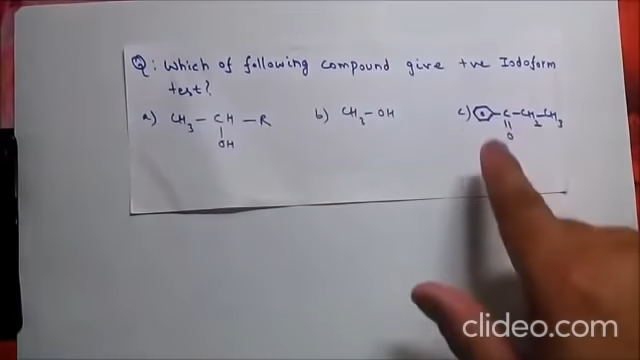 Q: Which of following compound give +ve Iodoform
test?
a) CH3 - CH - R b) CH3 - OH c) - C - CH2 - CH3
OH O
clideo.com